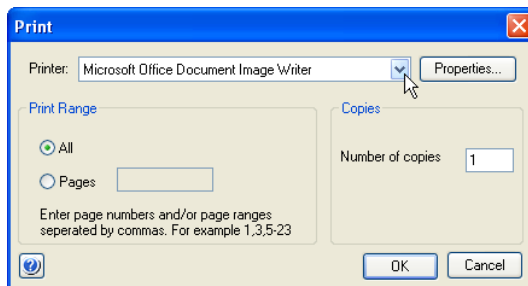 Print
Printer: Microsoft Office Document Image Writer Properties...
Print Range
Copies
All
Number of copies 1
Pages
Enter page numbers and/or page ranges
seperated by commas. For example 1,3,5-23
? OK Cancel